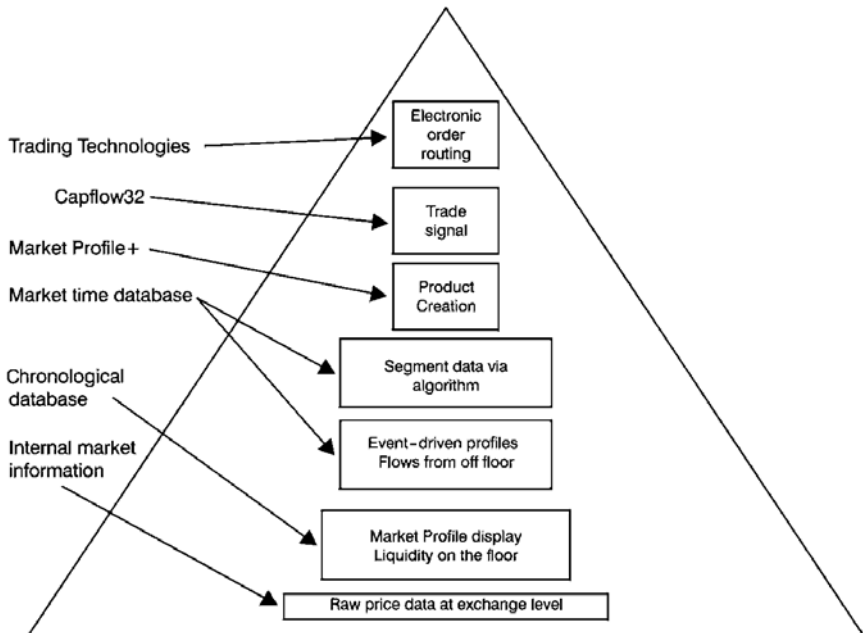 Electronic
order
routing
Trading Technologies
Capflow32
Trade
signal
Market Profile+
Product
Creation
Market time database
Segment data via
algorithm
Chronological
database
Event-driven profiles
Flows from off floor
Internal market
information
Market Profile display
Liquidity on the floor
Raw price data at exchange level